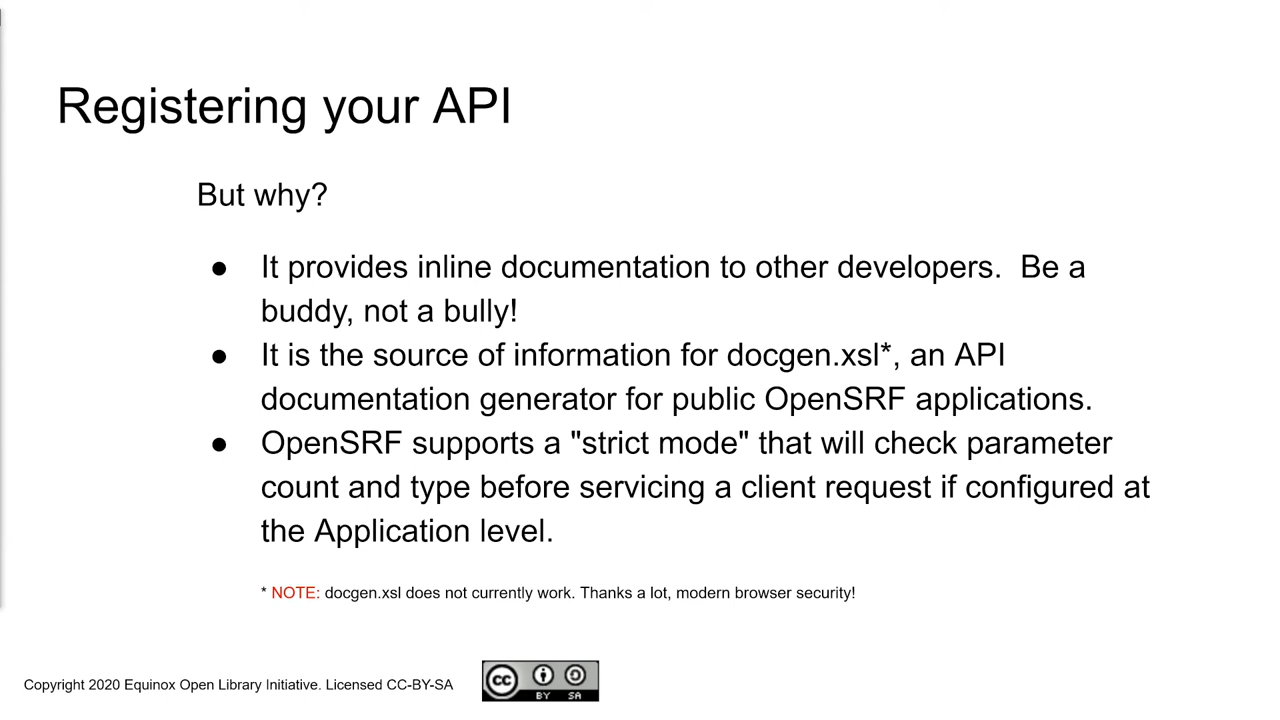 Registering your API
But why?
● It provides inline documentation to other developers.  Be a
buddy, not a bully!
● It is the source of information for docgen.xsl*, an API
documentation generator for public OpenSRF applications.
● OpenSRF supports a "strict mode" that will check parameter
count and type before servicing a client request if configured at
the Application level.
* NOTE: docgen.xsl does not currently work. Thanks a lot, modern browser security!
Copyright 2020 Equinox Open Library Initiative. Licensed CC-BY-SA
cc
BY SA